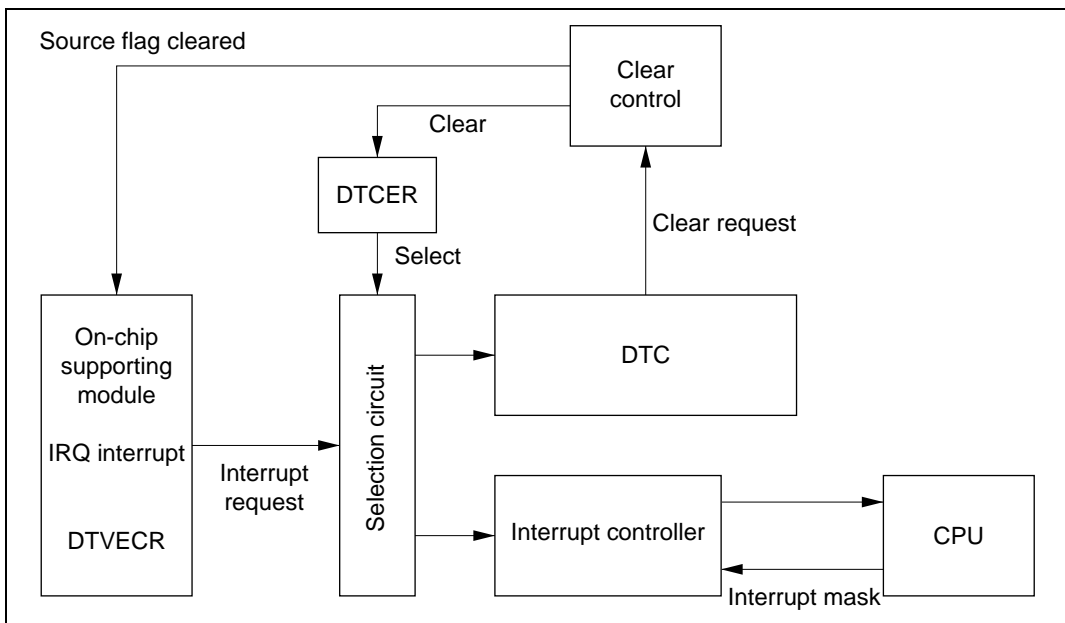 Source flag cleared
Clear
control
Clear
DTCER
Clear request
Select
On-chip
supporting
module
IRQ interrupt
DTVECR
Interrupt
request
Selection circuit
DTC
Interrupt controller
CPU
Interrupt mask